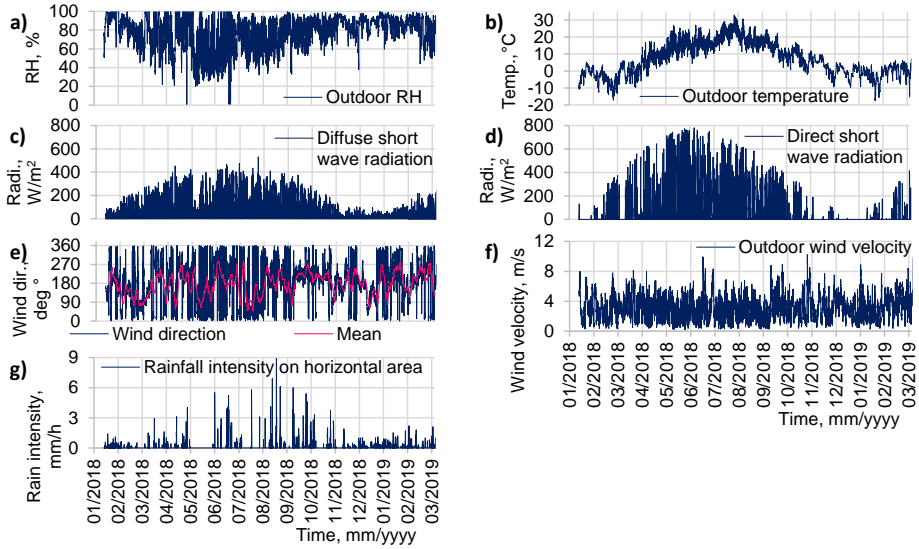 a)
RH, %
100
80
60
40
20
0
Outdoor RH
b)
Temp., °C
30
20
10
0
-10
-20
Outdoor temperature
c)
Radi., W/m²
800
600
400
200
0
Diffuse short
wave radiation
d)
Radi., W/m²
800
600
400
200
0
Direct short
wave radiation
e)
Wind dir.,
deg °
360
270
180
90
0
Wind direction
Mean
f)
Wind velocity, m/s
12
8
4
0
Outdoor wind velocity
01/2018
02/2018
03/2018
04/2018
05/2018
06/2018
07/2018
08/2018
09/2018
10/2018
11/2018
12/2018
01/2019
02/2019
03/2019
Time, mm/yyyy
g)
Rain intensity,
mm/h
9
6
3
0
Rainfall intensity on horizontal area
01/2018
02/2018
03/2018
04/2018
05/2018
06/2018
07/2018
08/2018
09/2018
10/2018
11/2018
12/2018
01/2019
02/2019
03/2019
Time, mm/yyyy